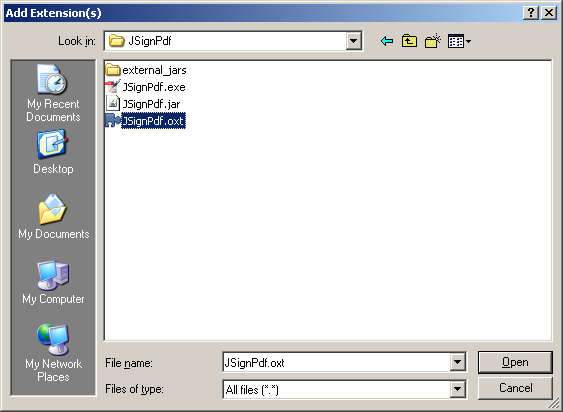 Add Extension(s)
Look in: JSignPdf
My Recent
Documents
Desktop
My Documents
My Computer
My Network
Places
external_jars
JSignPdf.exe
JSignPdf.jar
JSignPdf.oxt
File name: JSignPdf.oxt Open
Files of type: All files (*.*) Cancel